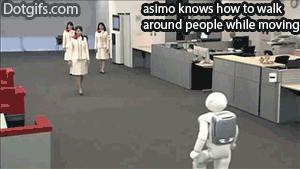 Dotgifs.com
asimo knows how to walk
around people while moving